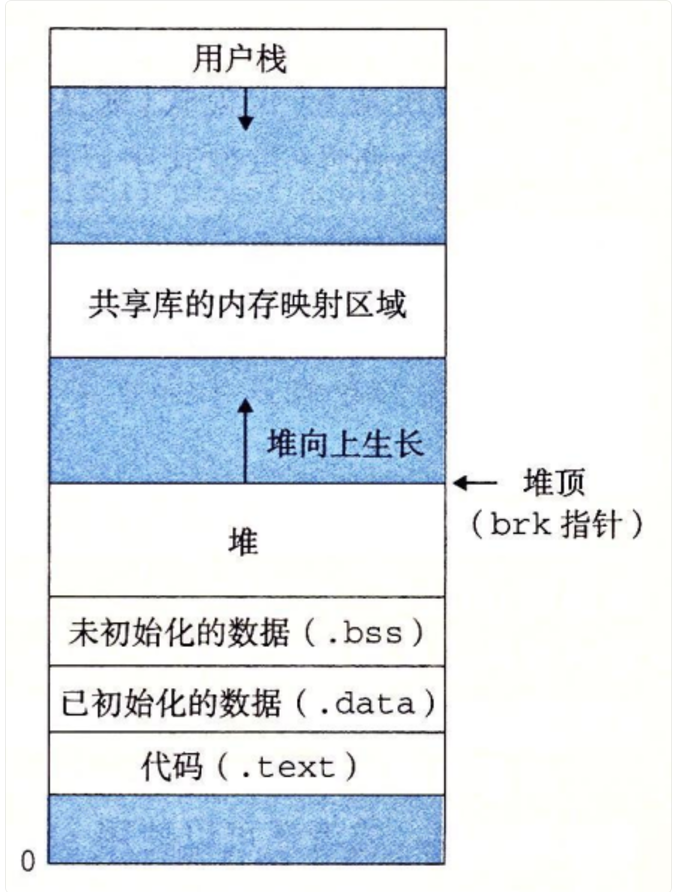 用户栈
共享库的内存映射区域
堆向上生长
堆顶
（brk 指针）
堆
未初始化的数据（.bss）
已初始化的数据（.data）
代码（.text）
0